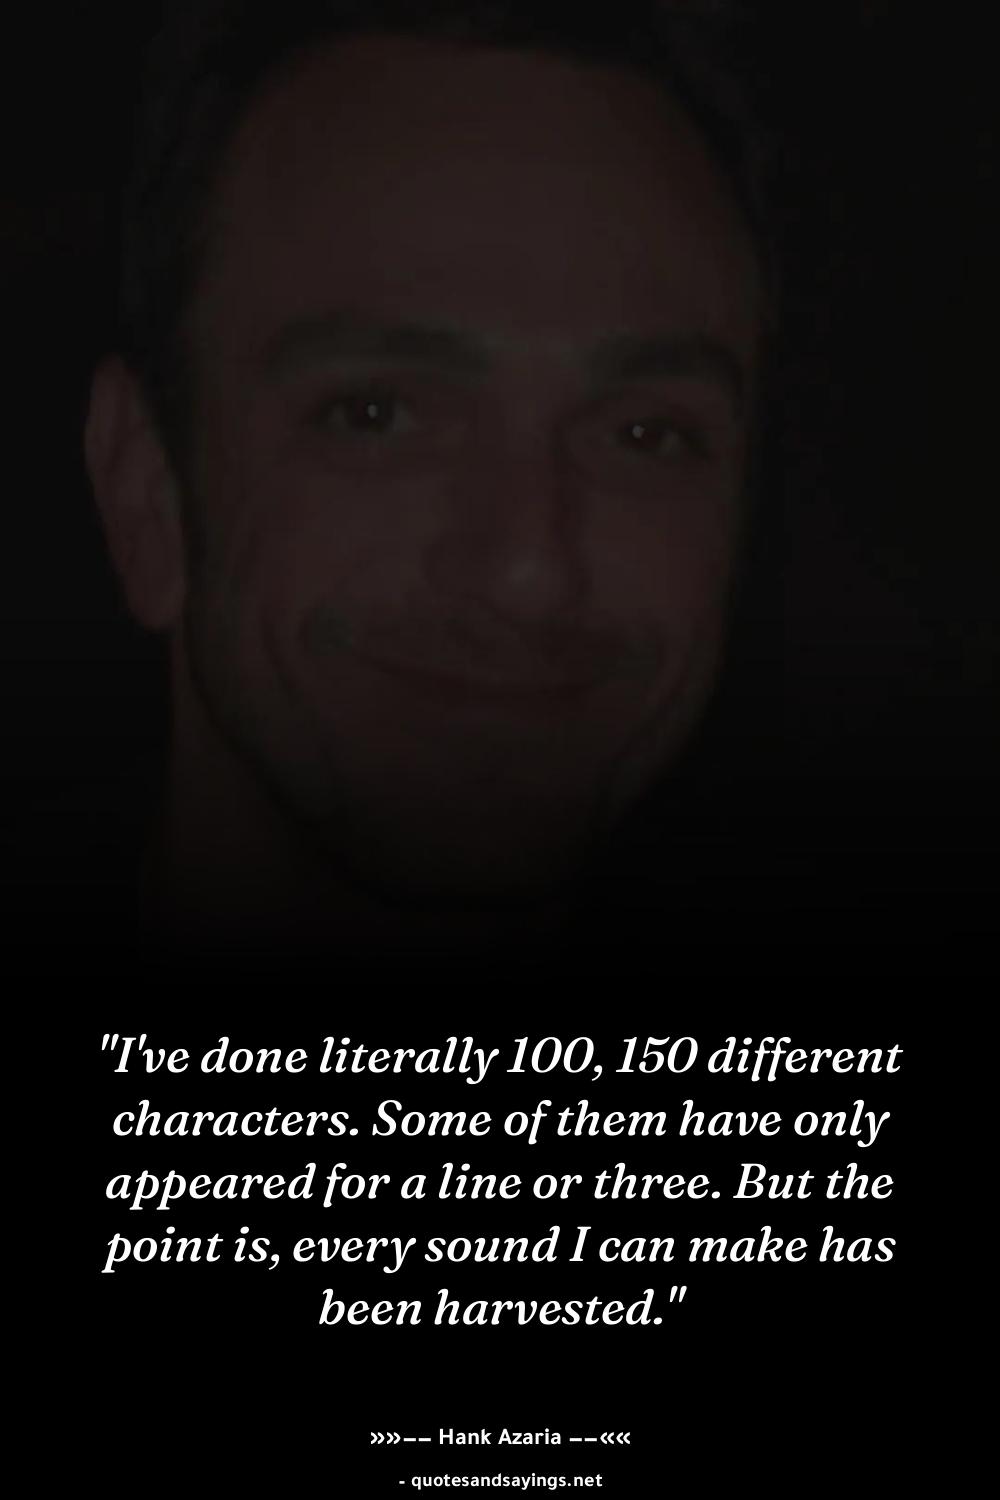 "I've done literally 100, 150 different
characters. Some of them have only
appeared for a line or three. But the
point is, every sound I can make has
been harvested."
»»−− Hank Azaria −−««
- quotesandsayings.net